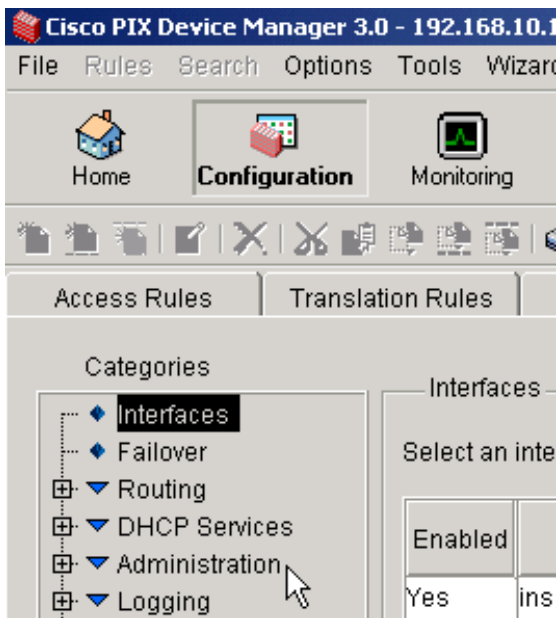 Cisco PIX Device Manager 3.0 - 192.168.10.1
File Rules Search Options Tools Wizard
Home Configuration Monitoring
Access Rules Translation Rules
Categories
Interfaces
Interfaces
Failover
Select an inte
Routing
DHCP Services
Enabled
Administration
Yes ins
Logging